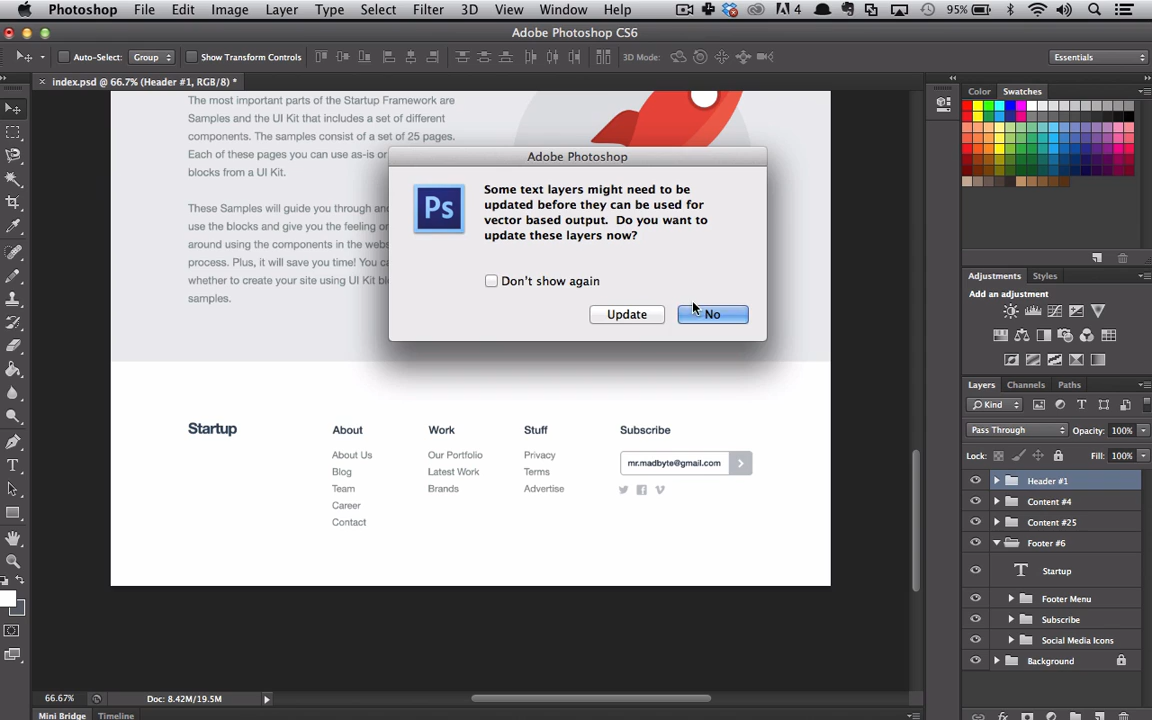 Photoshop File Edit Image Layer Type Select Filter 3D View Window Help 4 95%
Adobe Photoshop CS6
Auto-Select: Group Show Transform Controls 3D Mode: Essentials
× index.psd @ 66.7% (Header #1, RGB/8) *
Color Swatches
The most important parts of the Startup Framework are
Samples and the UI Kit that includes a set of different
components. The samples consist of a set of 25 pages.
Each of these pages you can use as-is or
blocks from a UI Kit.
These Samples will guide you through and
use the blocks and give you the feeling o
around using the components in the webs
process. Plus, it will save you time! You ca
whether to create your site using UI Kit blo
samples.
Adobe Photoshop
Ps
Some text layers might need to be
updated before they can be used for
vector based output. Do you want to
update these layers now?
Don't show again
Update No
Adjustments Styles
Add an adjustment
Layers Channels Paths
Kind T
Pass Through Opacity: 100%
Lock: Fill: 100%
Header #1
Content #4
Content #25
Footer #6
T Startup
Footer Menu
Subscribe
Social Media Icons
Background
Startup
About
About Us
Blog
Team
Career
Contact
Work
Our Portfolio
Latest Work
Brands
Stuff
Privacy
Terms
Advertise
Subscribe
mr.madbyte@gmail.com
66.67% Doc: 8.42M/19.5M
Mini Bridge Timeline
fx